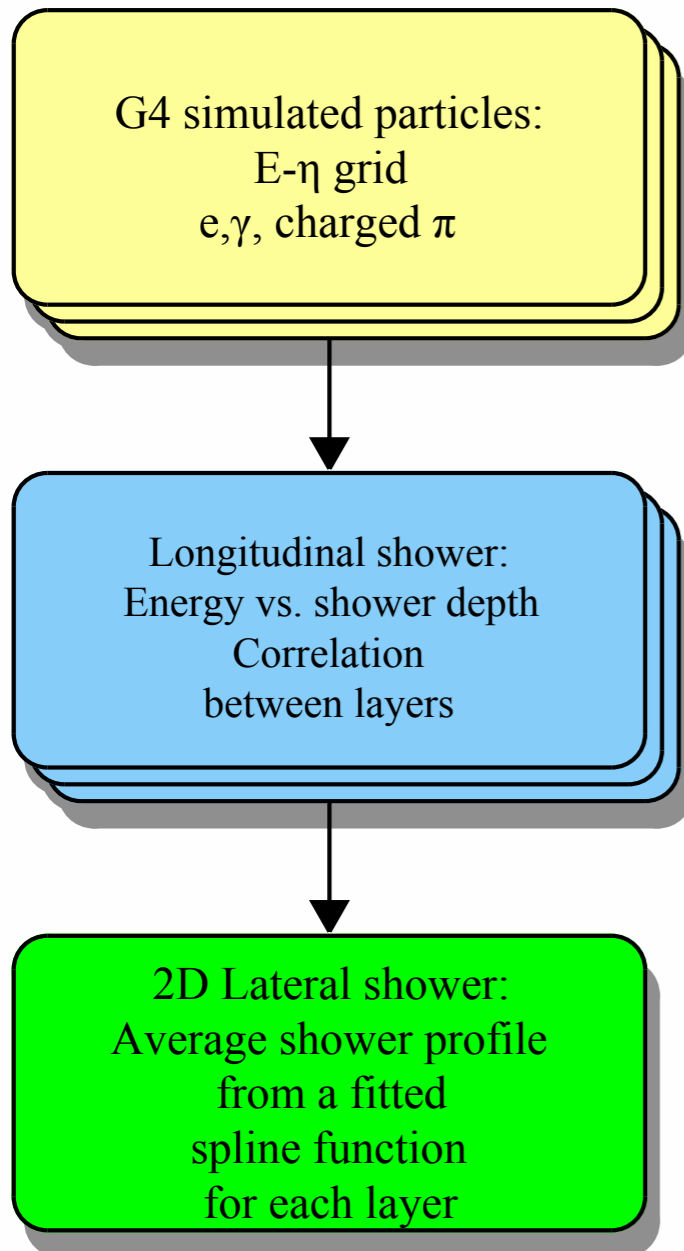 G4 simulated particles:
E-η grid
e,γ, charged π
Longitudinal shower:
Energy vs. shower depth
Correlation
between layers
2D Lateral shower:
Average shower profile
from a fitted
spline function
for each layer